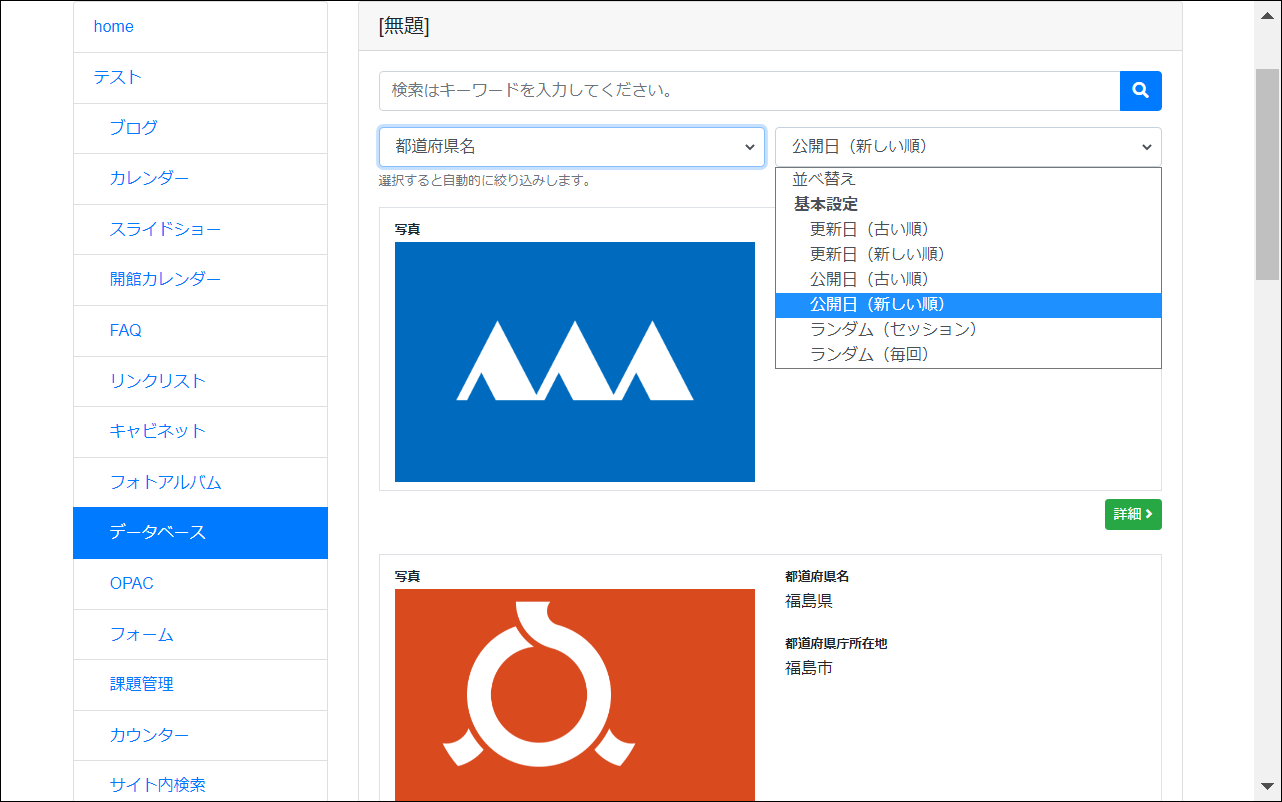 home
テスト
ブログ
カレンダー
スライドショー
開館カレンダー
FAQ
リンクリスト
キャビネット
フォトアルバム
データベース
OPAC
フォーム
課題管理
カウンター
サイト内検索
[無題]
検索はキーワードを入力してください。
都道府県名
選択すると自動的に絞り込みします。
公開日（新しい順）
並べ替え
基本設定
更新日（古い順）
更新日（新しい順）
公開日（古い順）
公開日（新しい順）
ランダム（セッション）
ランダム（毎回）
写真
詳細
写真
都道府県名
福島県
都道府県庁所在地
福島市